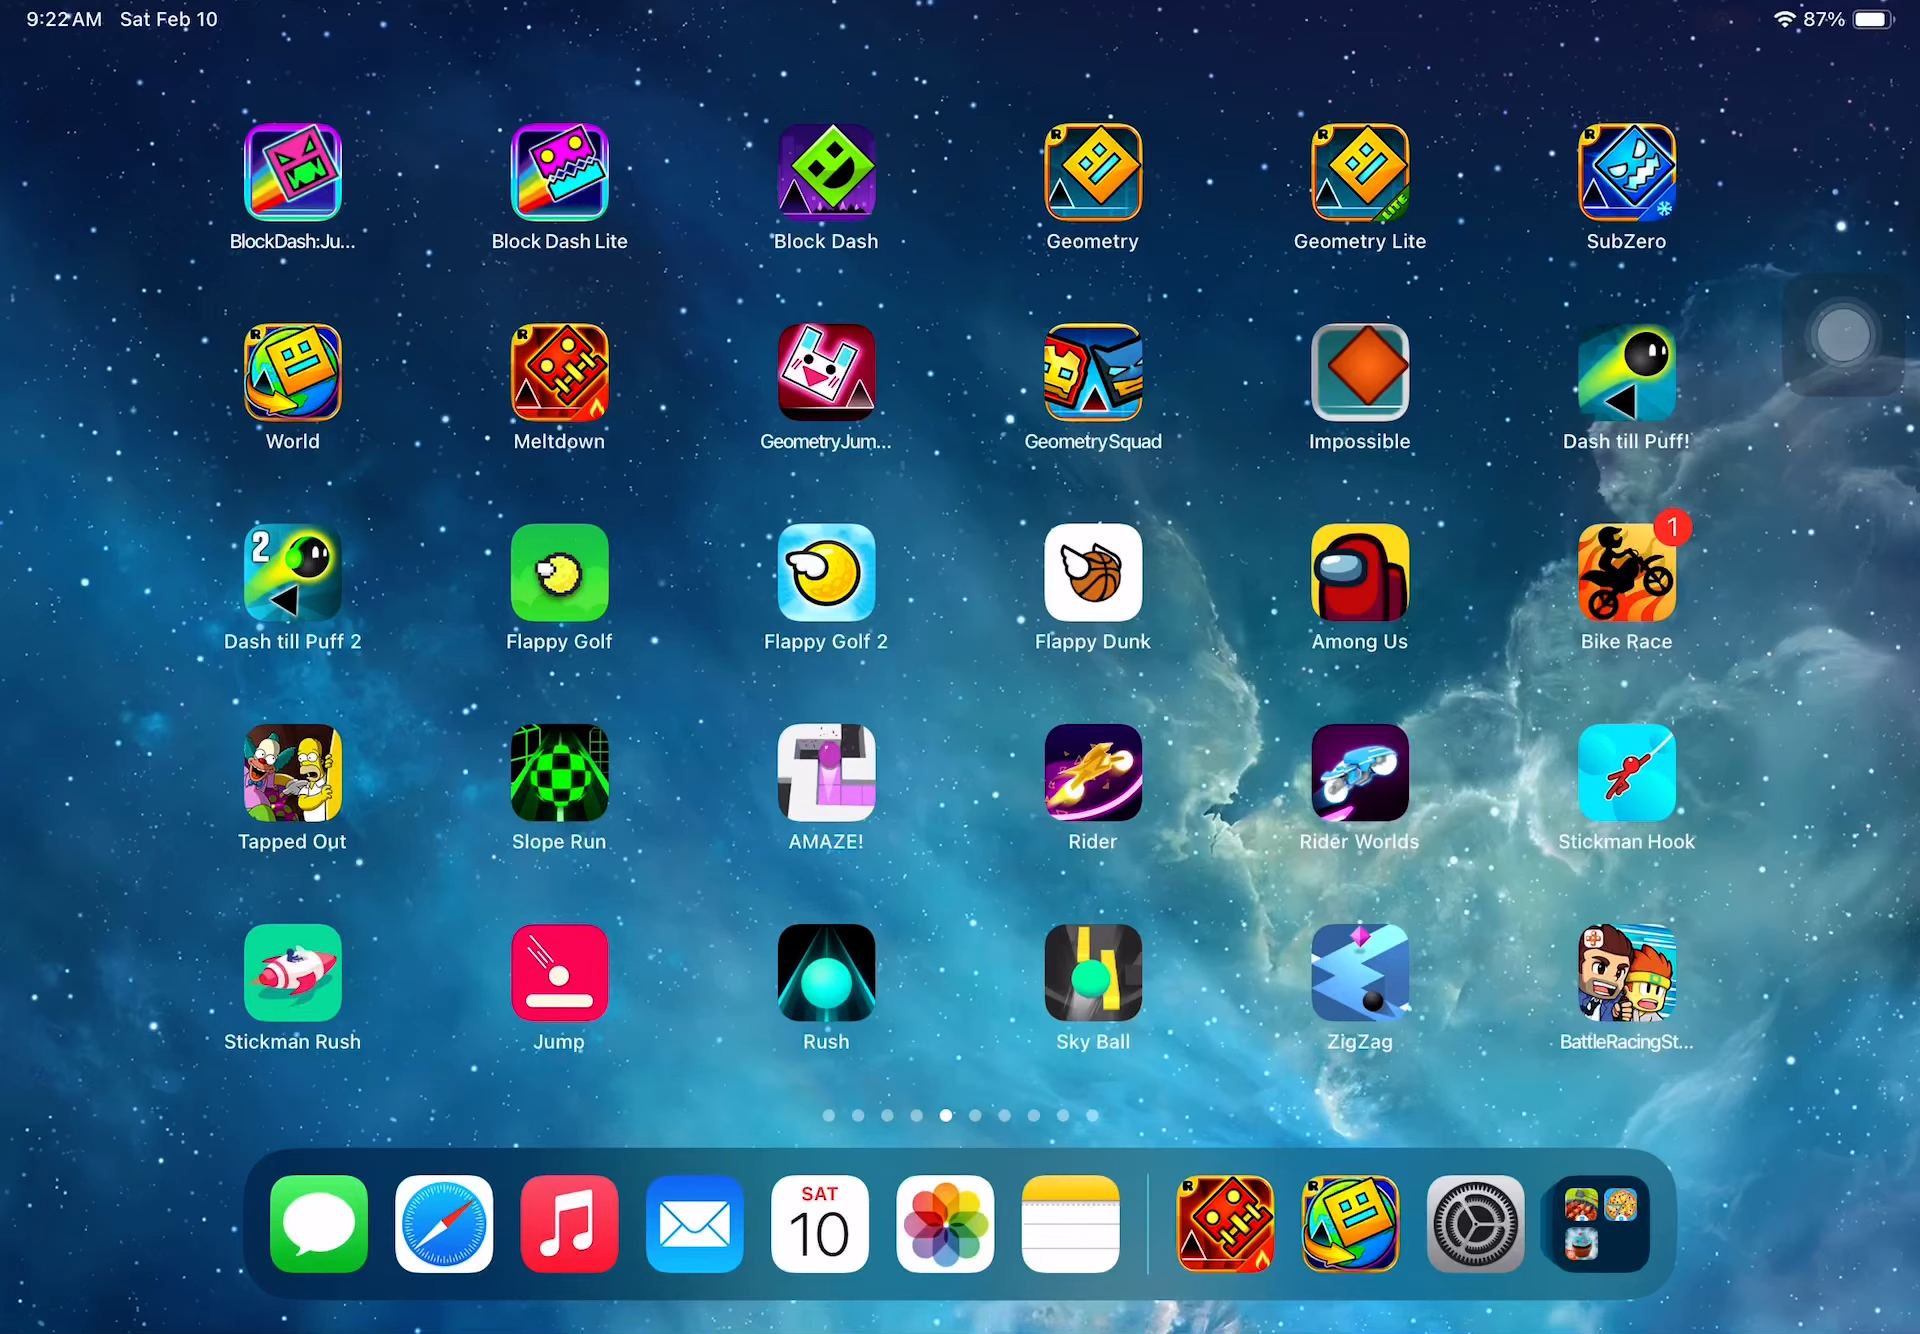 9:22 AM Sat Feb 10
87%
BlockDash:Ju...
Block Dash Lite
Block Dash
Geometry
Geometry Lite
SubZero
R
R
LITE
R
World
Meltdown
GeometryJum...
GeometrySquad
Impossible
Dash till Puff!
R
R
2
1
Dash till Puff 2
Flappy Golf
Flappy Golf 2
Flappy Dunk
Among Us
Bike Race
Tapped Out
Slope Run
AMAZE!
Rider
Rider Worlds
Stickman Hook
Stickman Rush
Jump
Rush
Sky Ball
ZigZag
BattleRacingSt...
SAT
10
R
R